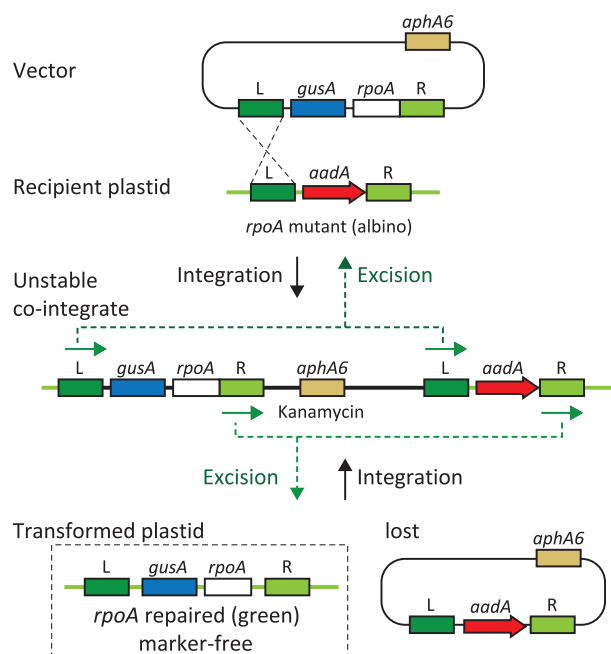 aphA6
Vector
L gusA rpoA R
L aadA R
Recipient plastid
rpoA mutant (albino)
Integration Excision
Unstable
co-integrate
L gusA rpoA R aphA6 L aadA R
Kanamycin
Excision Integration
Transformed plastid lost
aphA6
L gusA rpoA R
rpoA repaired (green)
marker-free
L aadA R